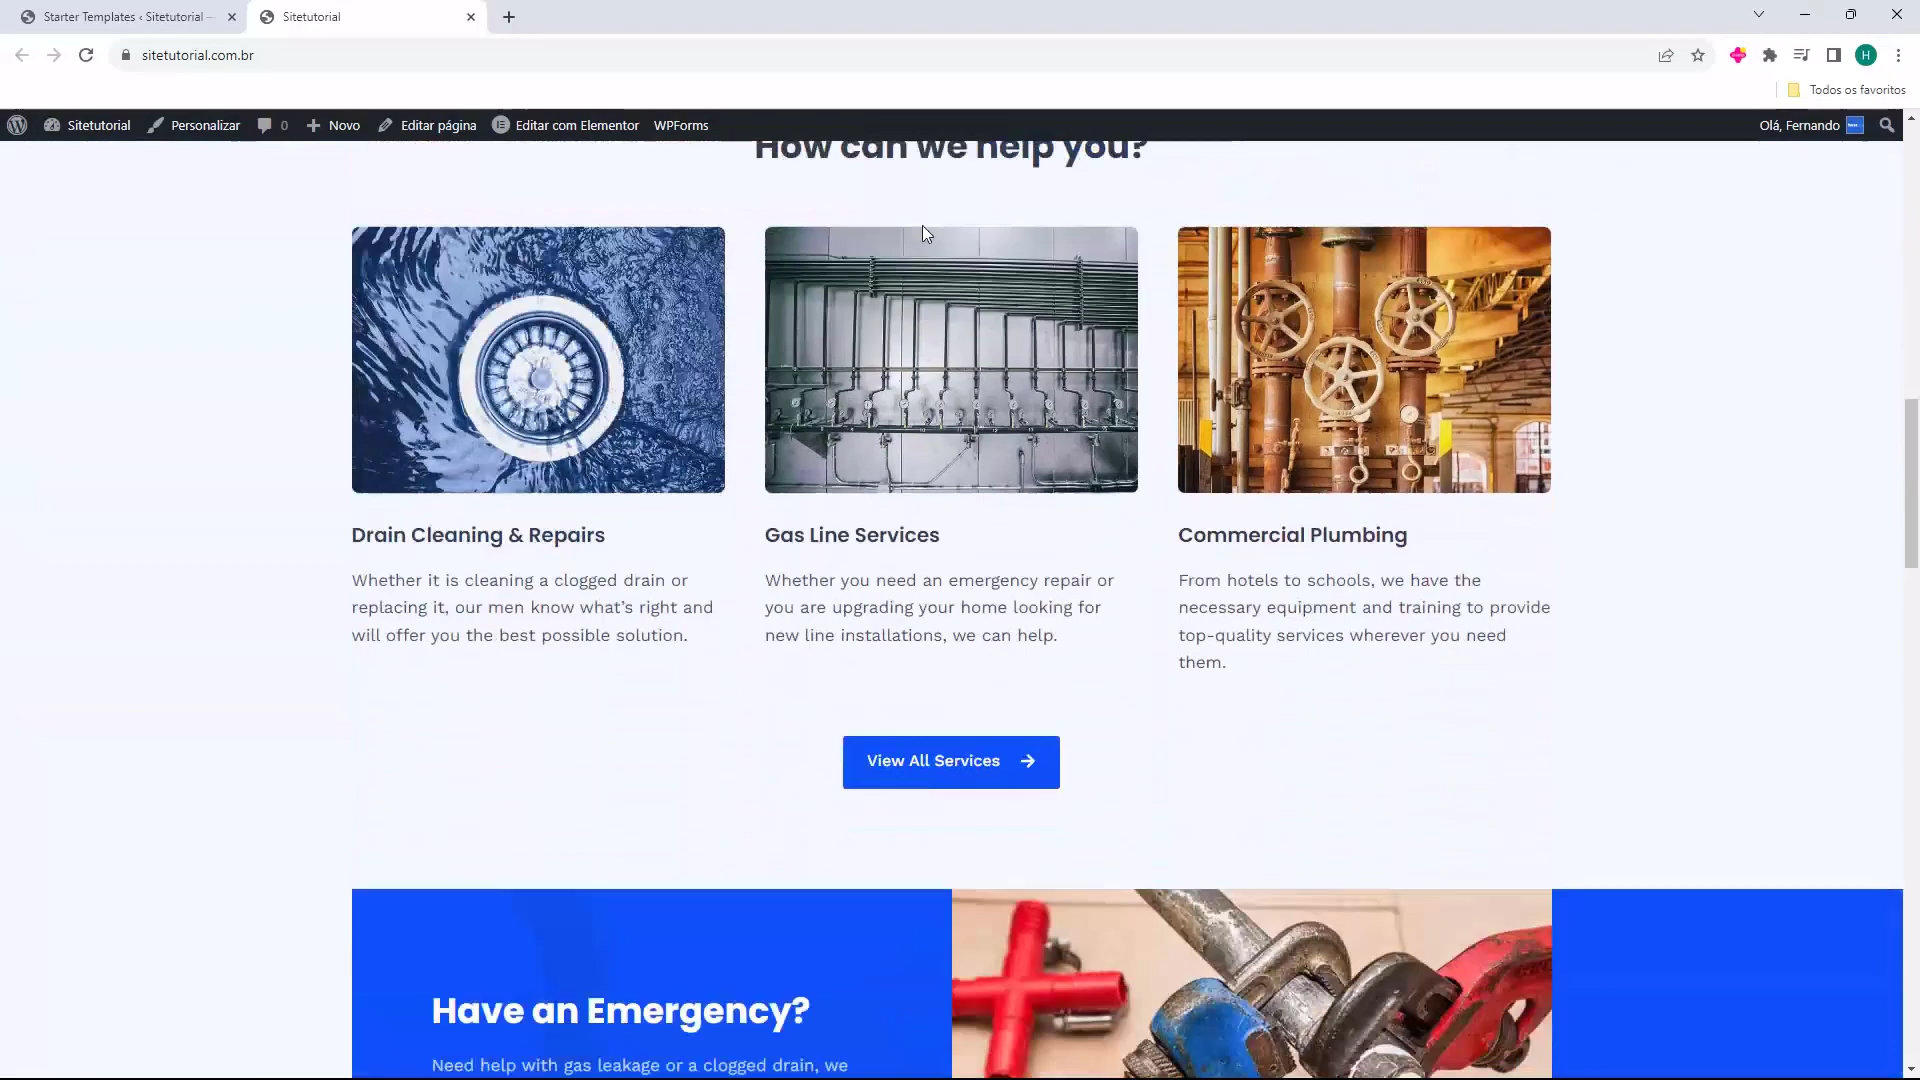 Starter Templates ‹ Sitetutorial —
Sitetutorial
sitetutorial.com.br
H
Todos os favoritos
Sitetutorial
Personalizar
0
Novo
Editar página
Editar com Elementor
WPForms
Olá, Fernando
How can we help you?
Drain Cleaning & Repairs
Whether it is cleaning a clogged drain or
replacing it, our men know what’s right and
will offer you the best possible solution.
Gas Line Services
Whether you need an emergency repair or
you are upgrading your home looking for
new line installations, we can help.
Commercial Plumbing
From hotels to schools, we have the
necessary equipment and training to provide
top-quality services wherever you need
them.
View All Services
Have an Emergency?
Need help with gas leakage or a clogged drain, we